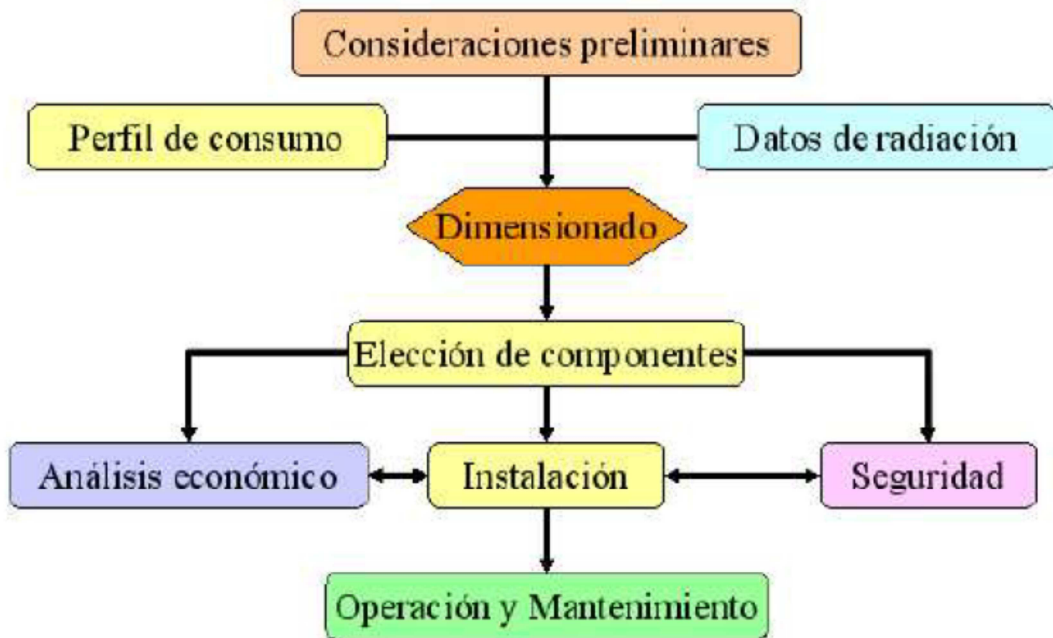 Consideraciones preliminares
Perfil de consumo
Datos de radiación
Dimensionado
Elección de componentes
Análisis económico
Instalación
Seguridad
Operación y Mantenimiento